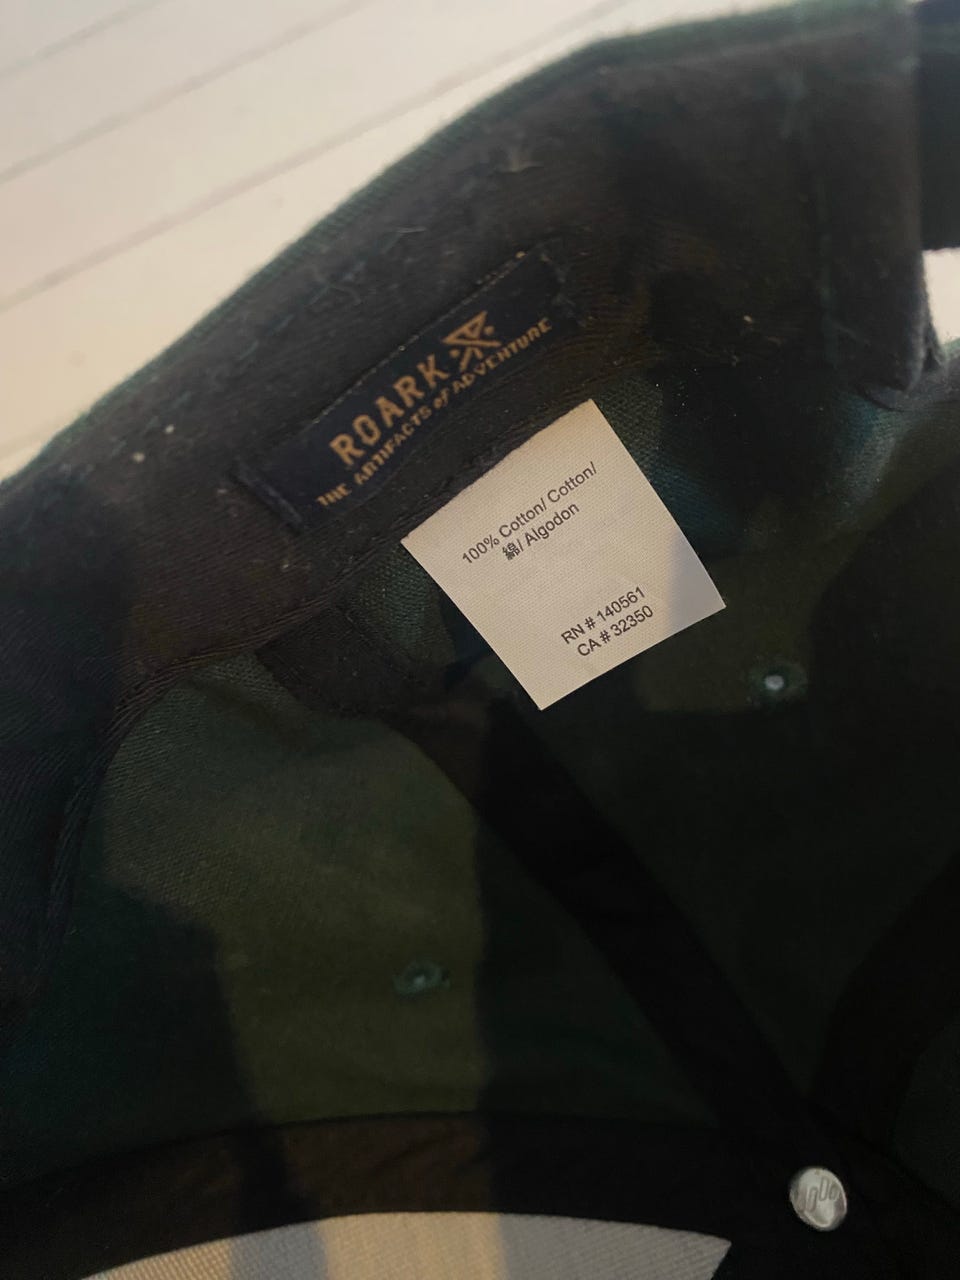 ROARK
THE ARTIFACTS of ADVENTURE
100% Cotton/ Cotton/
綿/ Algodon
RN # 140561
CA # 32350